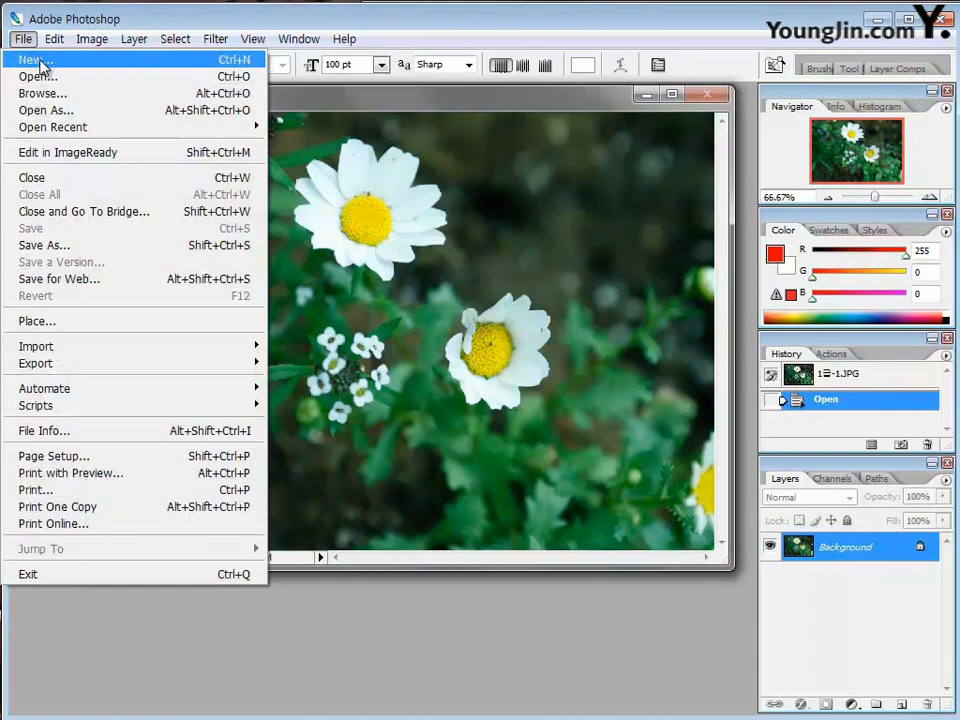 Adobe Photoshop
YoungJin.com Y.
File Edit Image Layer Select Filter View Window Help
100 pt aa Sharp Brush Tool Layer Comps
New... Ctrl+N
Open... Ctrl+O
Browse... Alt+Ctrl+O
Open As... Alt+Shift+Ctrl+O
Open Recent
Edit in ImageReady Shift+Ctrl+M
Close Ctrl+W
Close All Alt+Ctrl+W
Close and Go To Bridge... Shift+Ctrl+W
Save Ctrl+S
Save As... Shift+Ctrl+S
Save a Version...
Save for Web... Alt+Shift+Ctrl+S
Revert F12
Place...
Import
Export
Automate
Scripts
File Info... Alt+Shift+Ctrl+I
Page Setup... Shift+Ctrl+P
Print with Preview... Alt+Ctrl+P
Print... Ctrl+P
Print One Copy Alt+Shift+Ctrl+P
Print Online...
Jump To
Exit Ctrl+Q
Navigator Info Histogram
66.67%
Color Swatches Styles
R 255
G 0
B 0
History Actions
1장-1.JPG
Open
Layers Channels Paths
Normal Opacity: 100%
Lock: Fill: 100%
Background